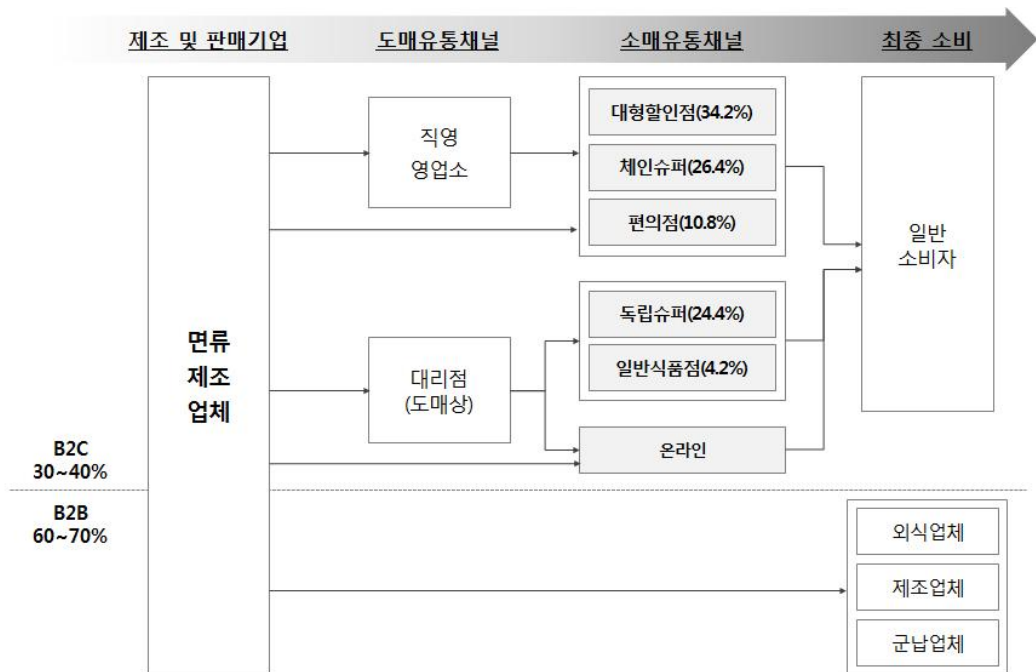 제조 및 판매기업
도매유통채널
소매유통채널
최종 소비
직영
영업소
대형할인점(34.2%)
체인슈퍼(26.4%)
편의점(10.8%)
일반
소비자
면류
제조
업체
대리점
(도매상)
독립슈퍼(24.4%)
일반식품점(4.2%)
온라인
B2C
30~40%
B2B
60~70%
외식업체
제조업체
군납업체